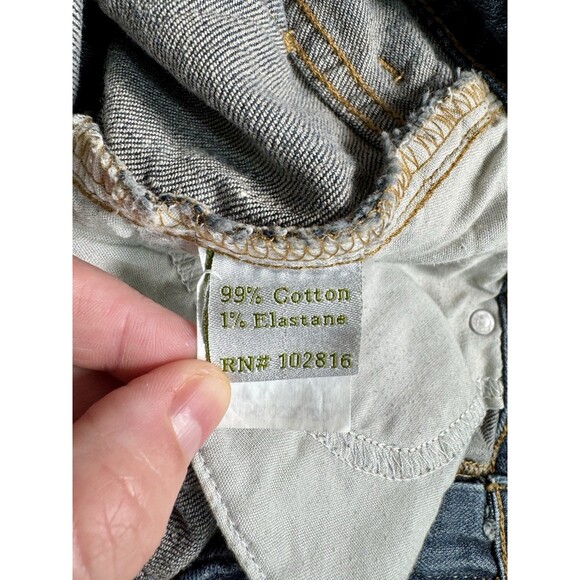 99% Cotton
1% Elastane
RN# 102816